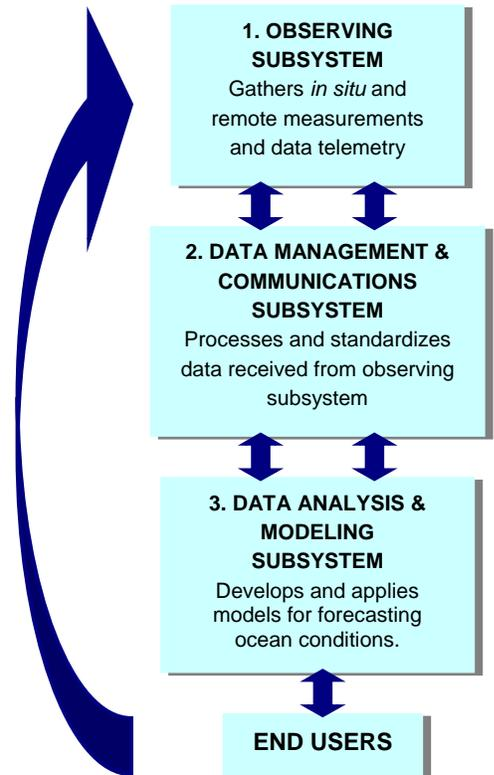 1. OBSERVING
SUBSYSTEM
Gathers in situ and
remote measurements
and data telemetry
2. DATA MANAGEMENT &
COMMUNICATIONS
SUBSYSTEM
Processes and standardizes
data received from observing
subsystem
3. DATA ANALYSIS &
MODELING
SUBSYSTEM
Develops and applies
models for forecasting
ocean conditions.
END USERS